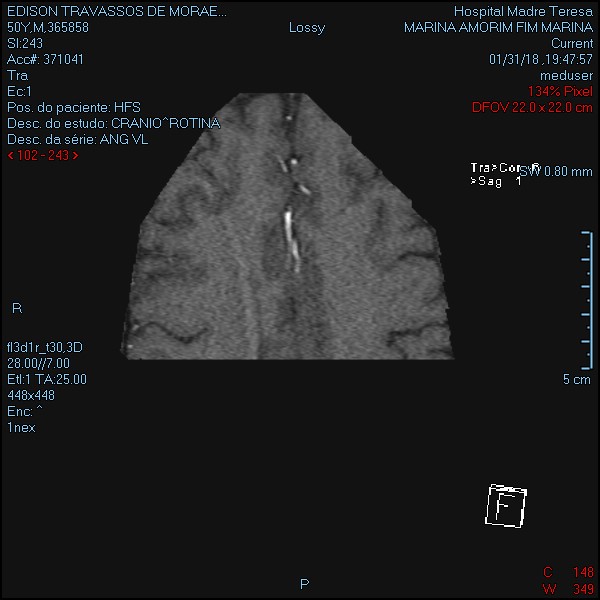 EDISON TRAVASSOS DE MORAE...
50Y,M,365858
Sl:243
Acc#: 371041
Tra
Ec:1
Pos. do paciente: HFS
Desc. do estudo: CRANIO^ROTINA
Desc. da série: ANG VL
< 102 - 243 >
Lossy
Hospital Madre Teresa
MARINA AMORIM FIM MARINA
Current
01/31/18 ,19:47:57
meduser
134% Pixel
DFOV 22.0 x 22.0 cm
Tra>Cor
SW 0.80 mm
>Sag 1
R
5 cm
fl3d1r_t30,3D
28.00//7.00
Etl:1 TA:25.00
448x448
Enc: ^
1nex
F
P
C 148
W 349